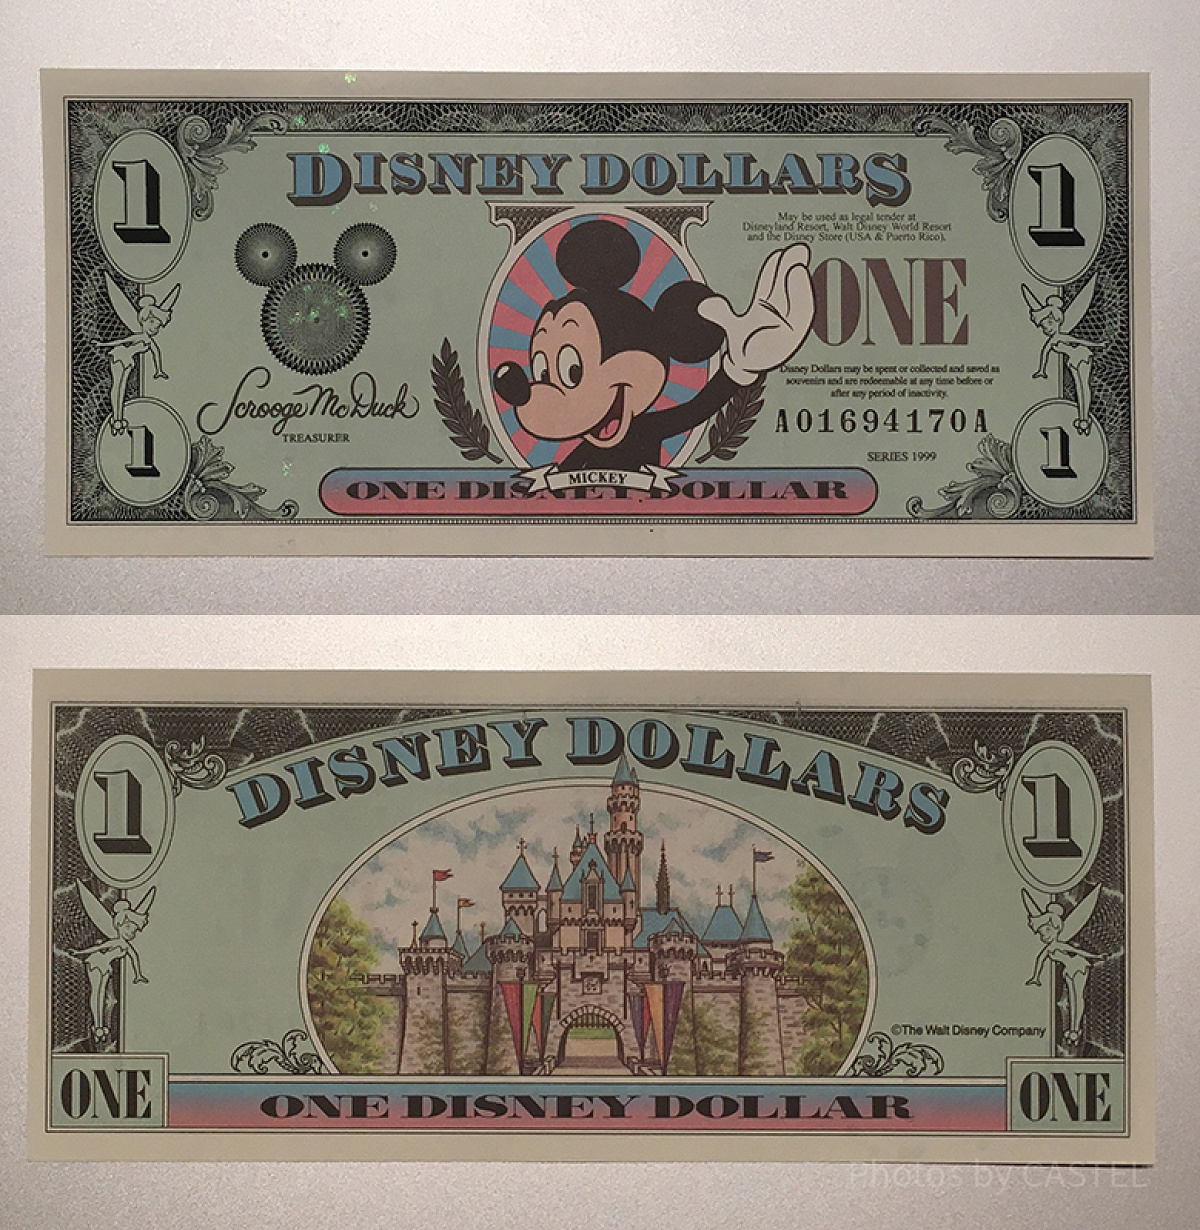 1
DISNEY DOLLARS
1
May be used as legal tender at
Disneyland Resort, Walt Disney World Resort
and the Disney Store (USA & Puerto Rico).
ONE
Scrooge McDuck
TREASURER
Disney Dollars may be spent or collected and saved as
souvenirs and are redeemable at any time before or
after any period of inactivity.
A01694170A
SERIES 1999
1
1
MICKEY
ONE DISNEY DOLLAR
DISNEY DOLLARS
1
1
©The Walt Disney Company
ONE
ONE DISNEY DOLLAR
ONE
Photos by CASTEL